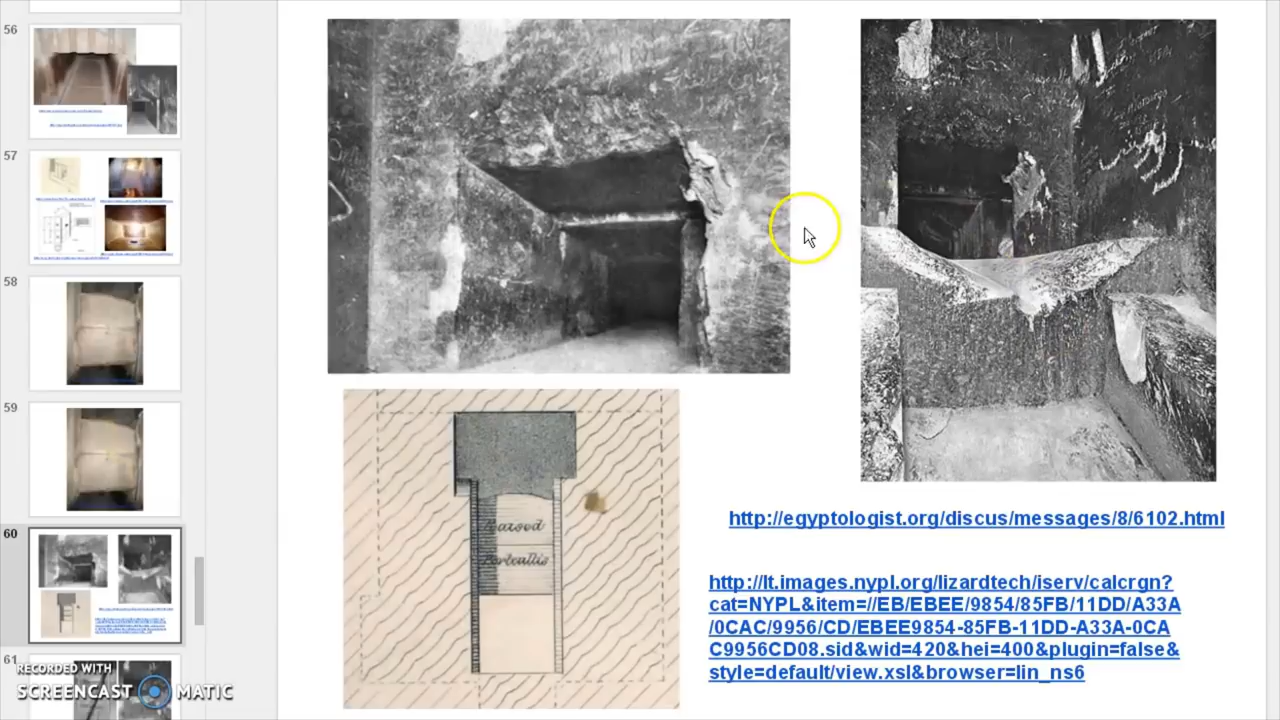 56
57
58
59
60
61
http://egyptologist.org/discus/messages/8/6102.html
http://lt.images.nypl.org/lizardtech/iserv/calcrgn?
cat=NYPL&item=//EB/EBEE/9854/85FB/11DD/A33A
/0CAC/9956/CD/EBEE9854-85FB-11DD-A33A-0CA
C9956CD08.sid&wid=420&hei=400&plugin=false&
style=default/view.xsl&browser=lin_ns6
RECORDED WITH
SCREENCAST MATIC